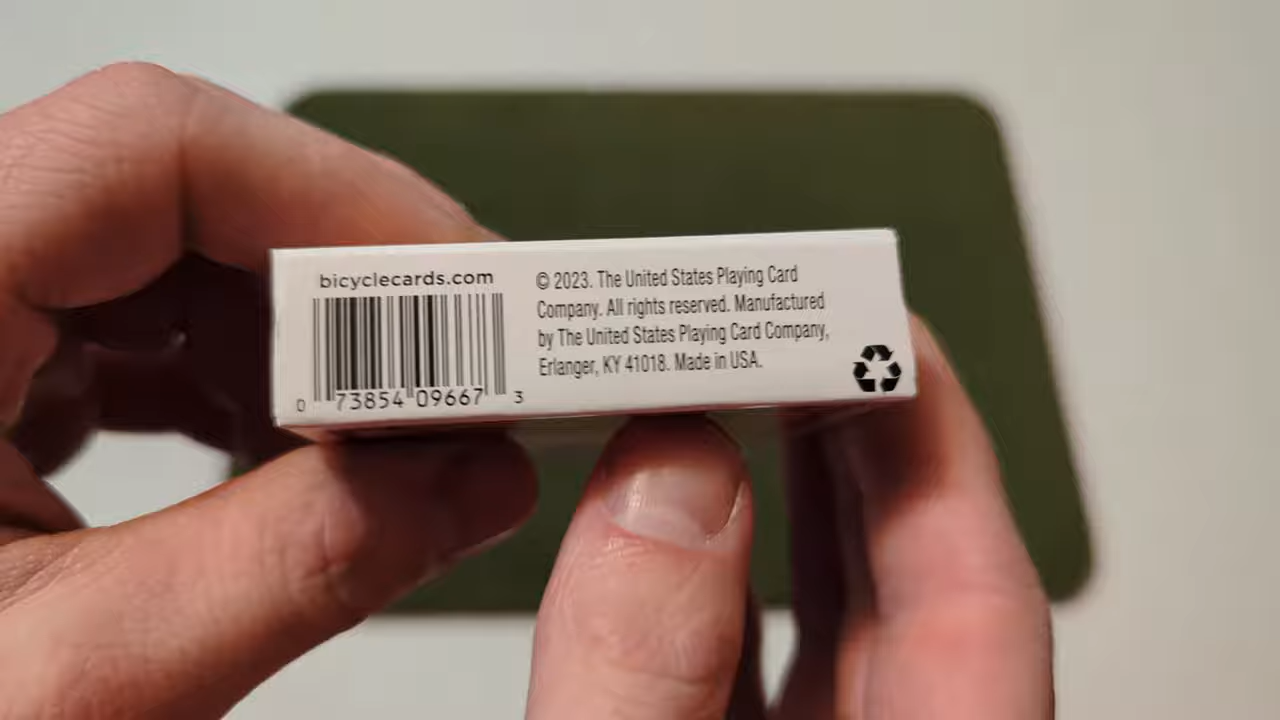 bicyclecards.com
0 73854 09667 3
© 2023. The United States Playing Card
Company. All rights reserved. Manufactured
by The United States Playing Card Company,
Erlanger, KY 41018. Made in USA.